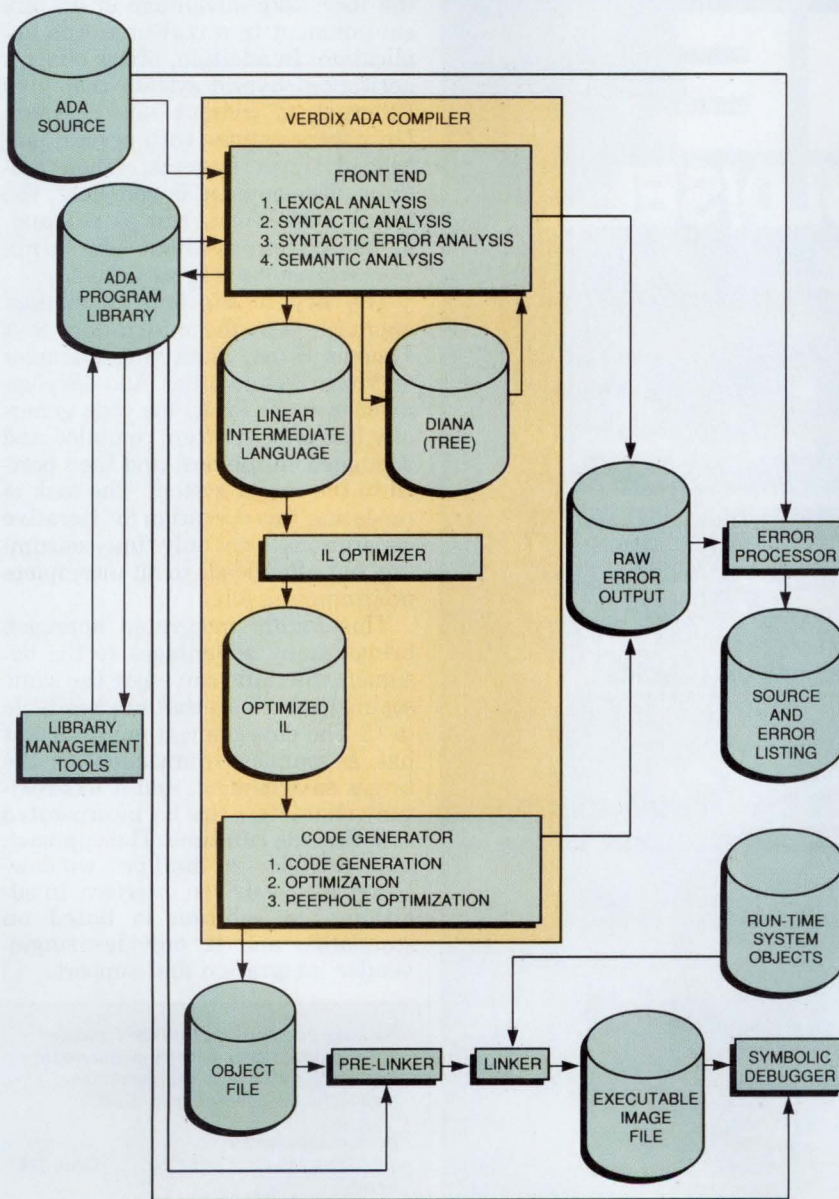 ADA
SOURCE
VERDIX ADA COMPILER
FRONT END
1. LEXICAL ANALYSIS
2. SYNTACTIC ANALYSIS
3. SYNTACTIC ERROR ANALYSIS
4. SEMANTIC ANALYSIS
ADA
PROGRAM
LIBRARY
LINEAR
INTERMEDIATE
LANGUAGE
DIANA
(TREE)
IL OPTIMIZER
RAW
ERROR
OUTPUT
ERROR
PROCESSOR
OPTIMIZED
IL
SOURCE
AND
ERROR
LISTING
LIBRARY
MANAGEMENT
TOOLS
CODE GENERATOR
1. CODE GENERATION
2. OPTIMIZATION
3. PEEPHOLE OPTIMIZATION
RUN-TIME
SYSTEM
OBJECTS
OBJECT
FILE
PRE-LINKER
LINKER
EXECUTABLE
IMAGE
FILE
SYMBOLIC
DEBUGGER